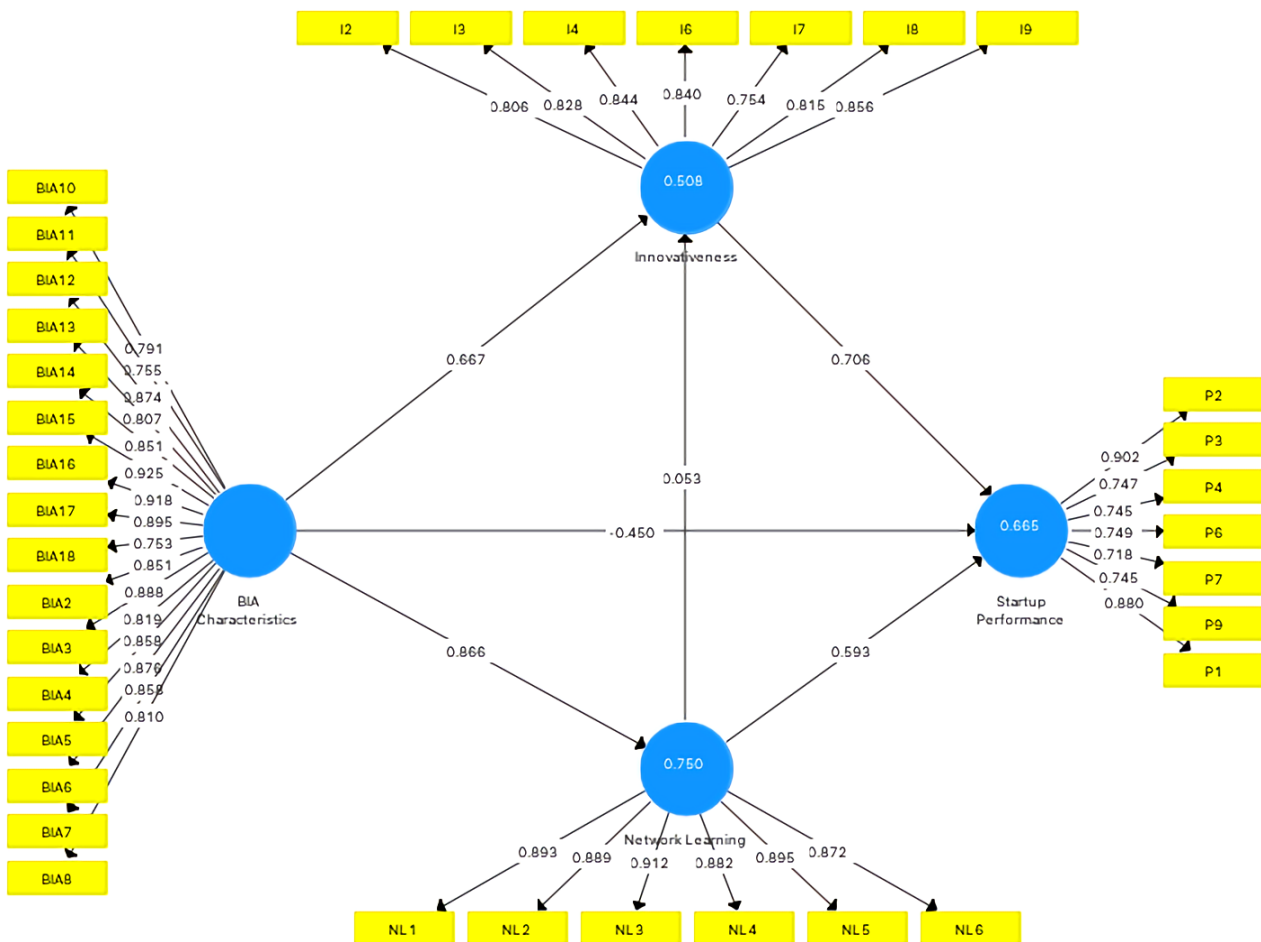 I2
I3
I4
I6
I7
I8
I9
0.806
0.828
0.844
0.840
0.754
0.815
0.856
0.508
Innovativeness
BIA10
BIA11
BIA12
BIA13
BIA14
BIA15
BIA16
BIA17
BIA18
BIA2
BIA3
BIA4
BIA5
BIA6
BIA7
BIA8
0.791
0.755
0.874
0.807
0.851
0.925
0.918
0.895
0.753
0.851
0.888
0.819
0.858
0.876
0.858
0.810
BIA
Characteristics
0.667
0.706
0.053
-0.450
0.866
0.593
0.665
Startup
Performance
0.902
0.747
0.745
0.749
0.718
0.745
0.880
P2
P3
P4
P6
P7
P9
P1
0.750
Network Learning
0.893
0.889
0.912
0.882
0.895
0.872
NL1
NL2
NL3
NL4
NL5
NL6